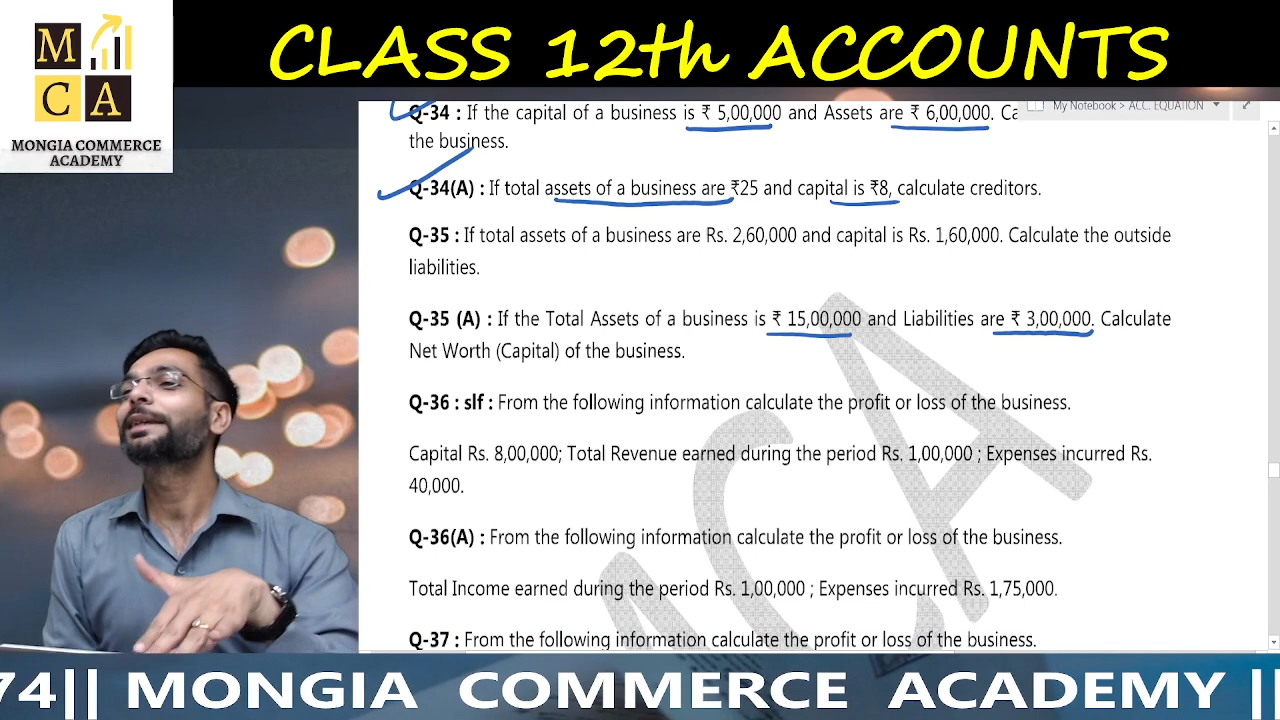 CLASS 12th ACCOUNTS
M
C A
MONGIA COMMERCE
ACADEMY
My Notebook > ACC. EQUATION
Q-34 : If the capital of a business is ₹ 5,00,000 and Assets are ₹ 6,00,000. Ca
the business.
Q-34(A) : If total assets of a business are ₹25 and capital is ₹8, calculate creditors.
Q-35 : If total assets of a business are Rs. 2,60,000 and capital is Rs. 1,60,000. Calculate the outside
liabilities.
Q-35 (A) : If the Total Assets of a business is ₹ 15,00,000 and Liabilities are ₹ 3,00,000. Calculate
Net Worth (Capital) of the business.
Q-36 : slf : From the following information calculate the profit or loss of the business.
Capital Rs. 8,00,000; Total Revenue earned during the period Rs. 1,00,000 ; Expenses incurred Rs.
40,000.
Q-36(A) : From the following information calculate the profit or loss of the business.
Total Income earned during the period Rs. 1,00,000 ; Expenses incurred Rs. 1,75,000.
Q-37 : From the following information calculate the profit or loss of the business.
MCA
74|| MONGIA COMMERCE ACADEMY ||